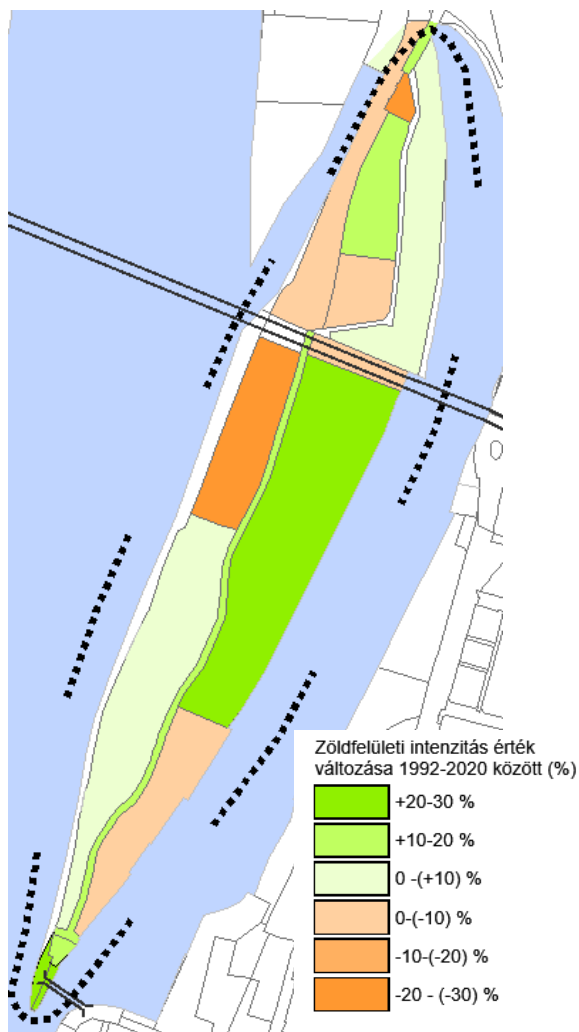 Zöldfelületi intenzitás érték
változása 1992-2020 között (%)
+20-30 %
+10-20 %
0 -(+10) %
0-(-10) %
-10-(-20) %
-20 - (-30) %